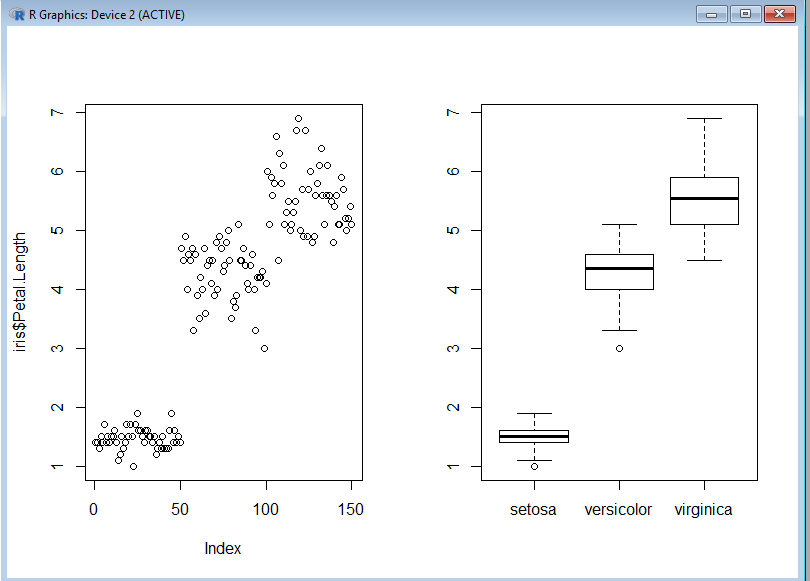 R Graphics: Device 2 (ACTIVE)
iris$Petal.Length
7
6
5
4
3
2
1
0 50 100 150
Index
7
6
5
4
3
2
1
setosa versicolor virginica